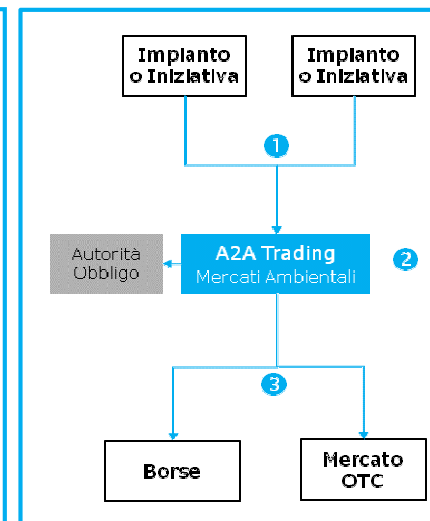 Impianto
o Iniziativa
Impianto
o Iniziativa
1
Autorità
Obbligo
A2A Trading
Mercati Ambientali
2
3
Borse
Mercato
OTC